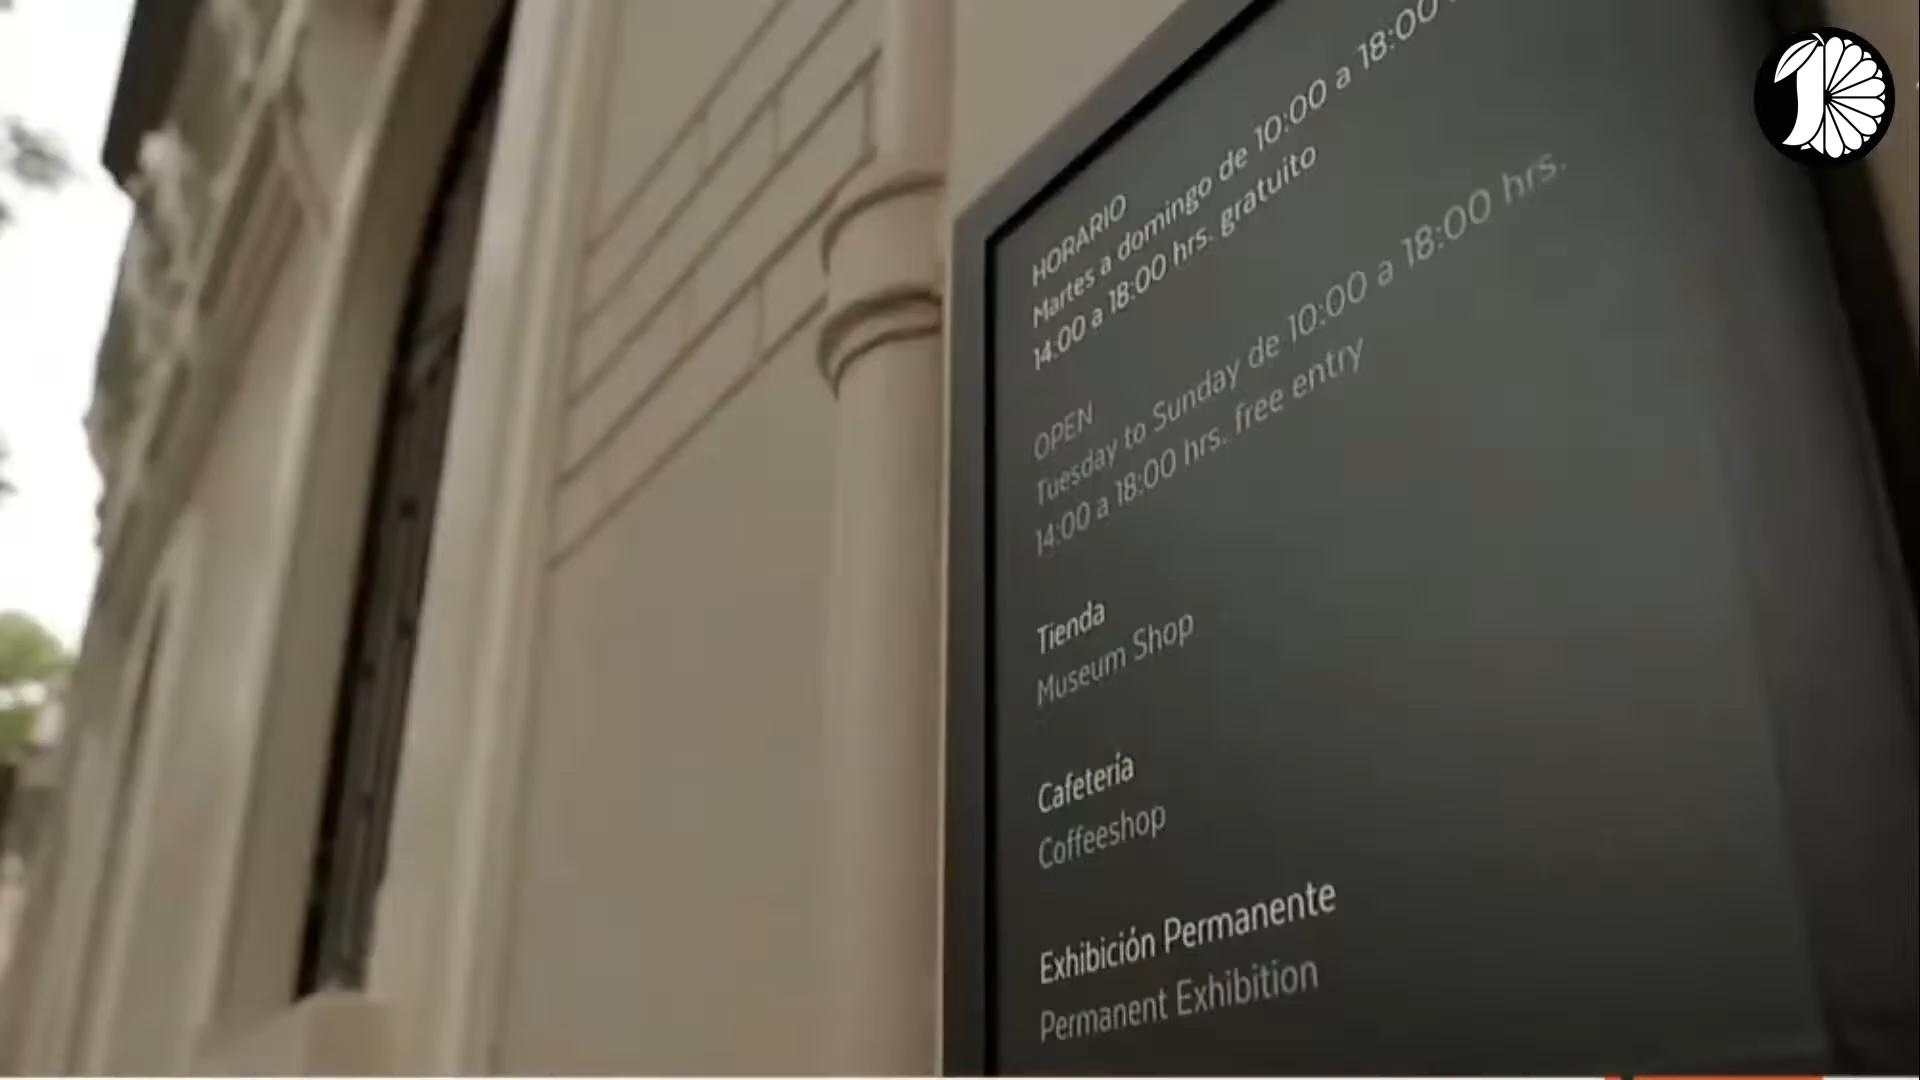 HORARIO
Martes a domingo de 10:00 a 18:00
14:00 a 18:00 hrs. gratuito
OPEN
Tuesday to Sunday de 10:00 a 18:00 hrs.
14:00 a 18:00 hrs. free entry
Tienda
Museum Shop
Cafetería
Coffeeshop
Exhibición Permanente
Permanent Exhibition